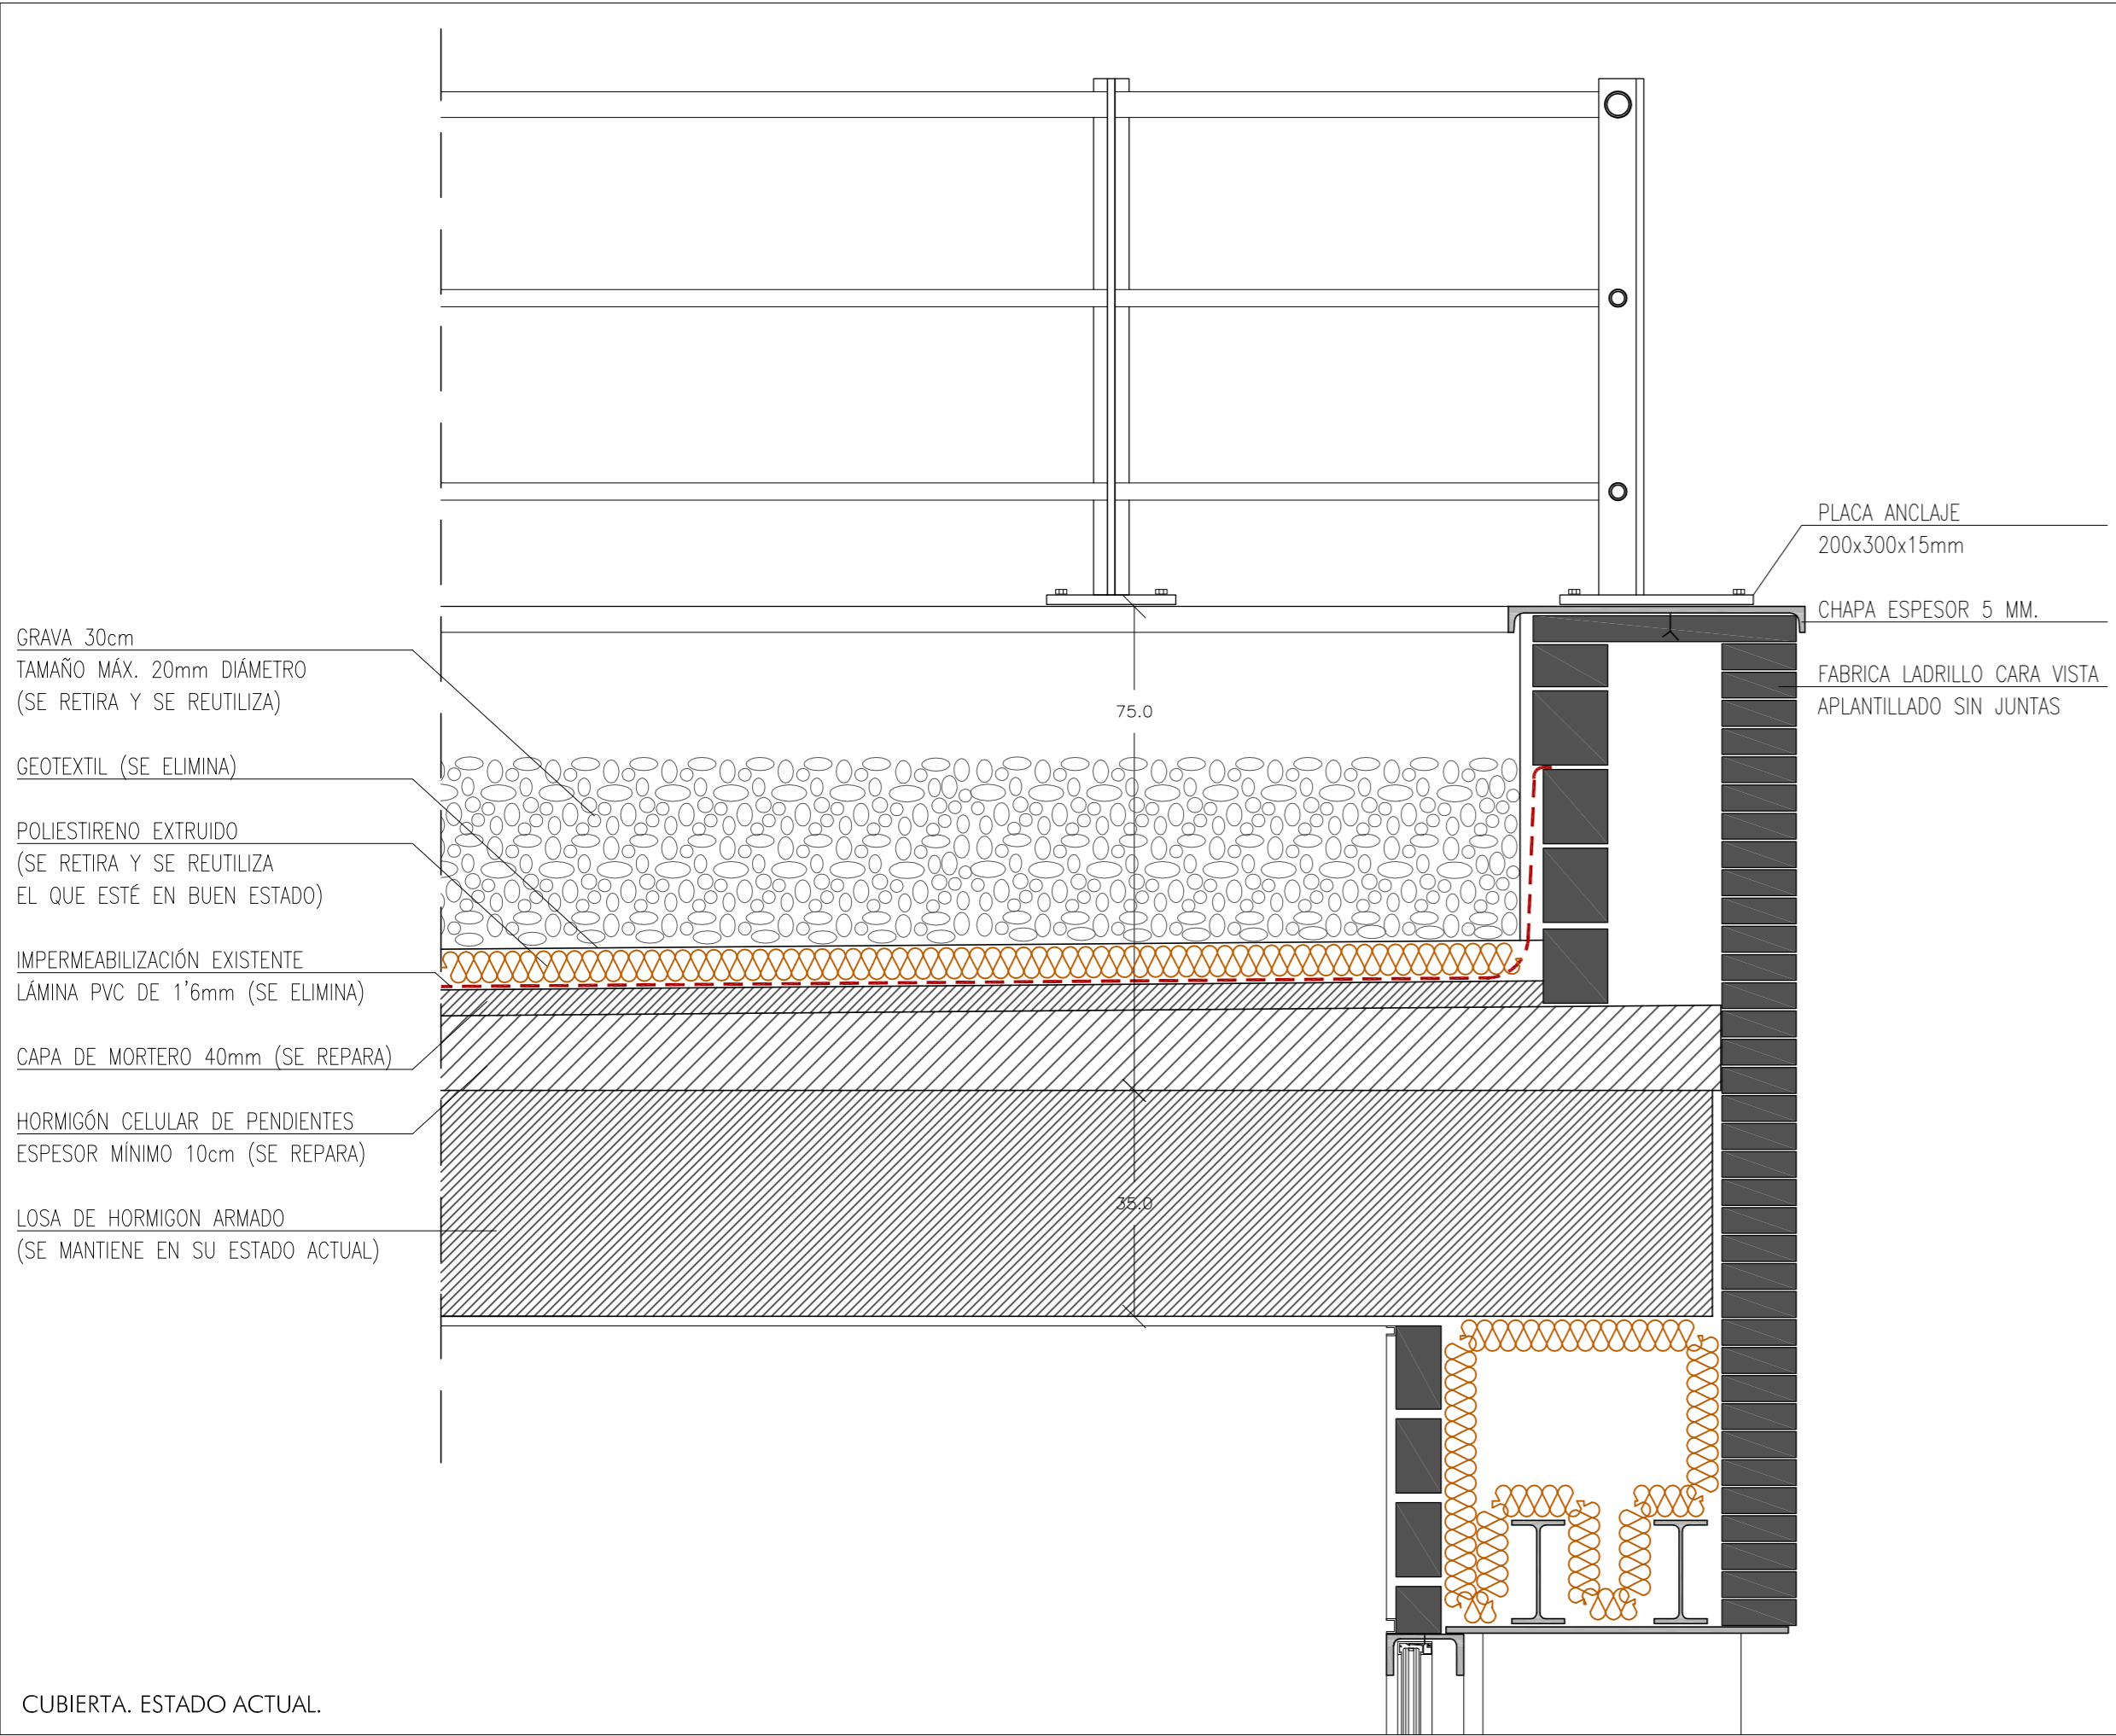 GRAVA 30cm
TAMAÑO MÁX. 20mm DIÁMETRO
(SE RETIRA Y SE REUTILIZA)
GEOTEXTIL (SE ELIMINA)
POLIESTIRENO EXTRUIDO
(SE RETIRA Y SE REUTILIZA
EL QUE ESTÉ EN BUEN ESTADO)
IMPERMEABILIZACIÓN EXISTENTE
LÁMINA PVC DE 1'6mm (SE ELIMINA)
CAPA DE MORTERO 40mm (SE REPARA)
HORMIGÓN CELULAR DE PENDIENTES
ESPESOR MÍNIMO 10cm (SE REPARA)
LOSA DE HORMIGON ARMADO
(SE MANTIENE EN SU ESTADO ACTUAL)
75.0
35.0
PLACA ANCLAJE
200x300x15mm
CHAPA ESPESOR 5 MM.
FABRICA LADRILLO CARA VISTA
APLANTILLADO SIN JUNTAS
CUBIERTA. ESTADO ACTUAL.